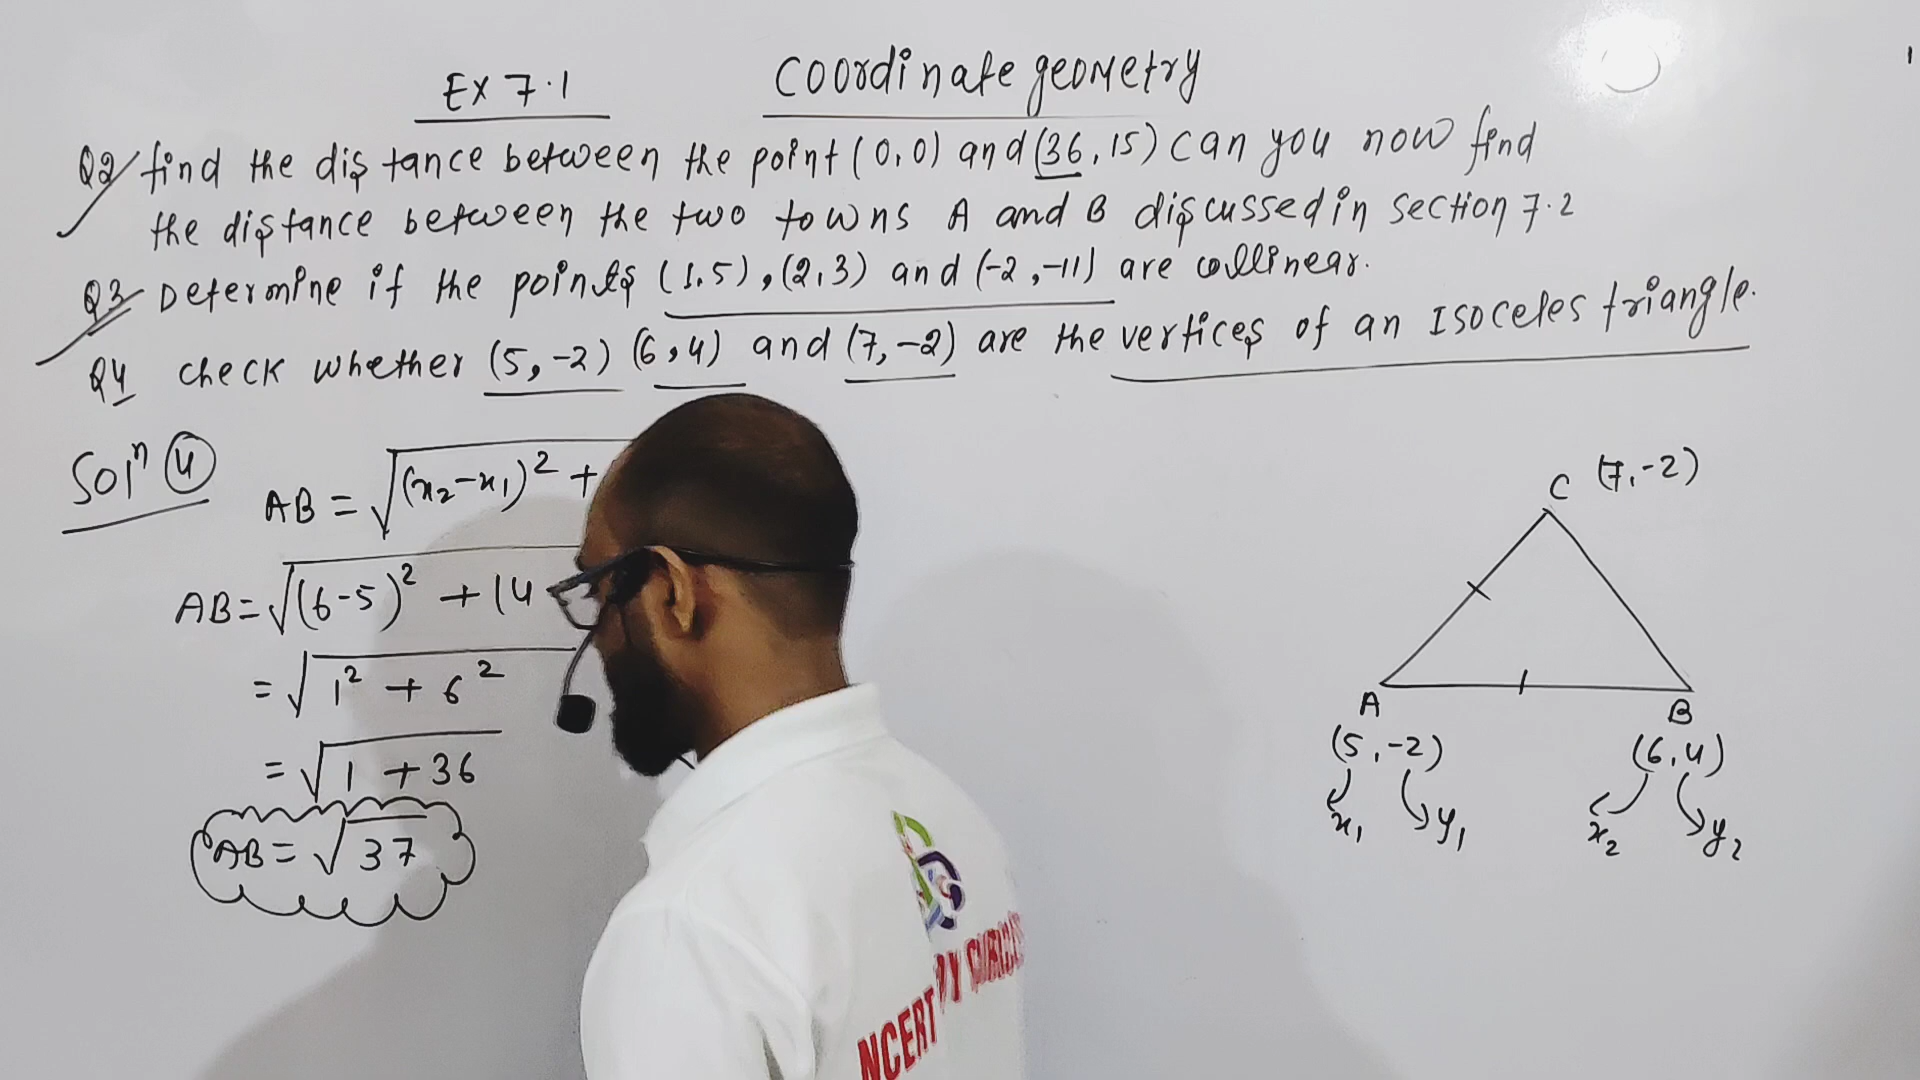 Ex 7.1
Coordinate geometry
Q2 find the distance between the point (0,0) and (36,15) can you now find
the distance between the two towns A and B discussed in section 7.2
Q3 Determine if the points (1,5), (2,3) and (-2,-11) are collinear.
Q4 check whether (5,-2) (6,4) and (7,-2) are the vertices of an Isoceles triangle.
Solⁿ 4
AB = √(x₂-x₁)² +
AB = √(6-5)² + (4
= √1² + 6²
= √1 + 36
AB = √37
C (7,-2)
A B
(5,-2) (6,4)
x₁ y₁ x₂ y₂
NCERT